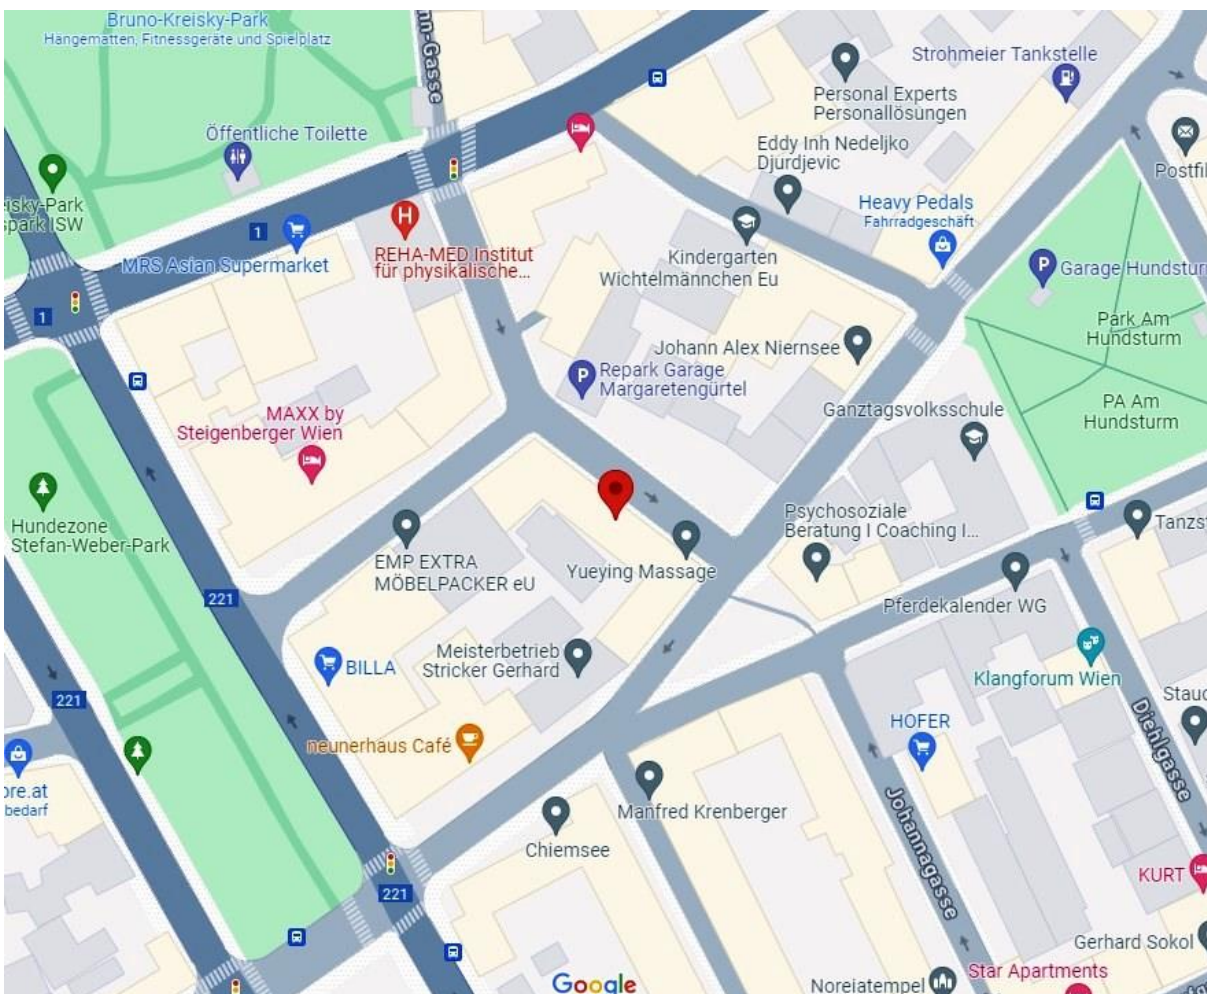 Bruno-Kreisky-Park
Hängematten, Fitnessgeräte und Spielplatz
nn-Gasse
Strohmeier Tankstelle
Personal Experts
Personallösungen
Öffentliche Toilette
Eddy Inh Nedeljko
Djurdjevic
Postfil
isky-Park
spark ISW
Heavy Pedals
Fahrradgeschäft
1
MRS Asian Supermarket
REHA-MED Institut
für physikalische...
Kindergarten
Wichtelmännchen Eu
P
Garage Hundstur
1
Park Am
Hundsturm
Johann Alex Niernsee
P
Repark Garage
Margaretengürtel
MAXX by
Steigenberger Wien
Ganztagsvolksschule
PA Am
Hundsturm
Hundezone
Stefan-Weber-Park
Psychosoziale
Beratung I Coaching I...
Tanzs
EMP EXTRA
MÖBELPACKER eU
Yueying Massage
221
Pferdekalender WG
BILLA
Meisterbetrieb
Stricker Gerhard
Klangforum Wien
221
Stauc
neunerhaus Café
HOFER
Diehlgasse
ore.at
bedarf
Manfred Krenberger
Johannagasse
Chiemsee
KURT
221
Gerhard Sokol
Google
Noreiatempel
Star Apartments